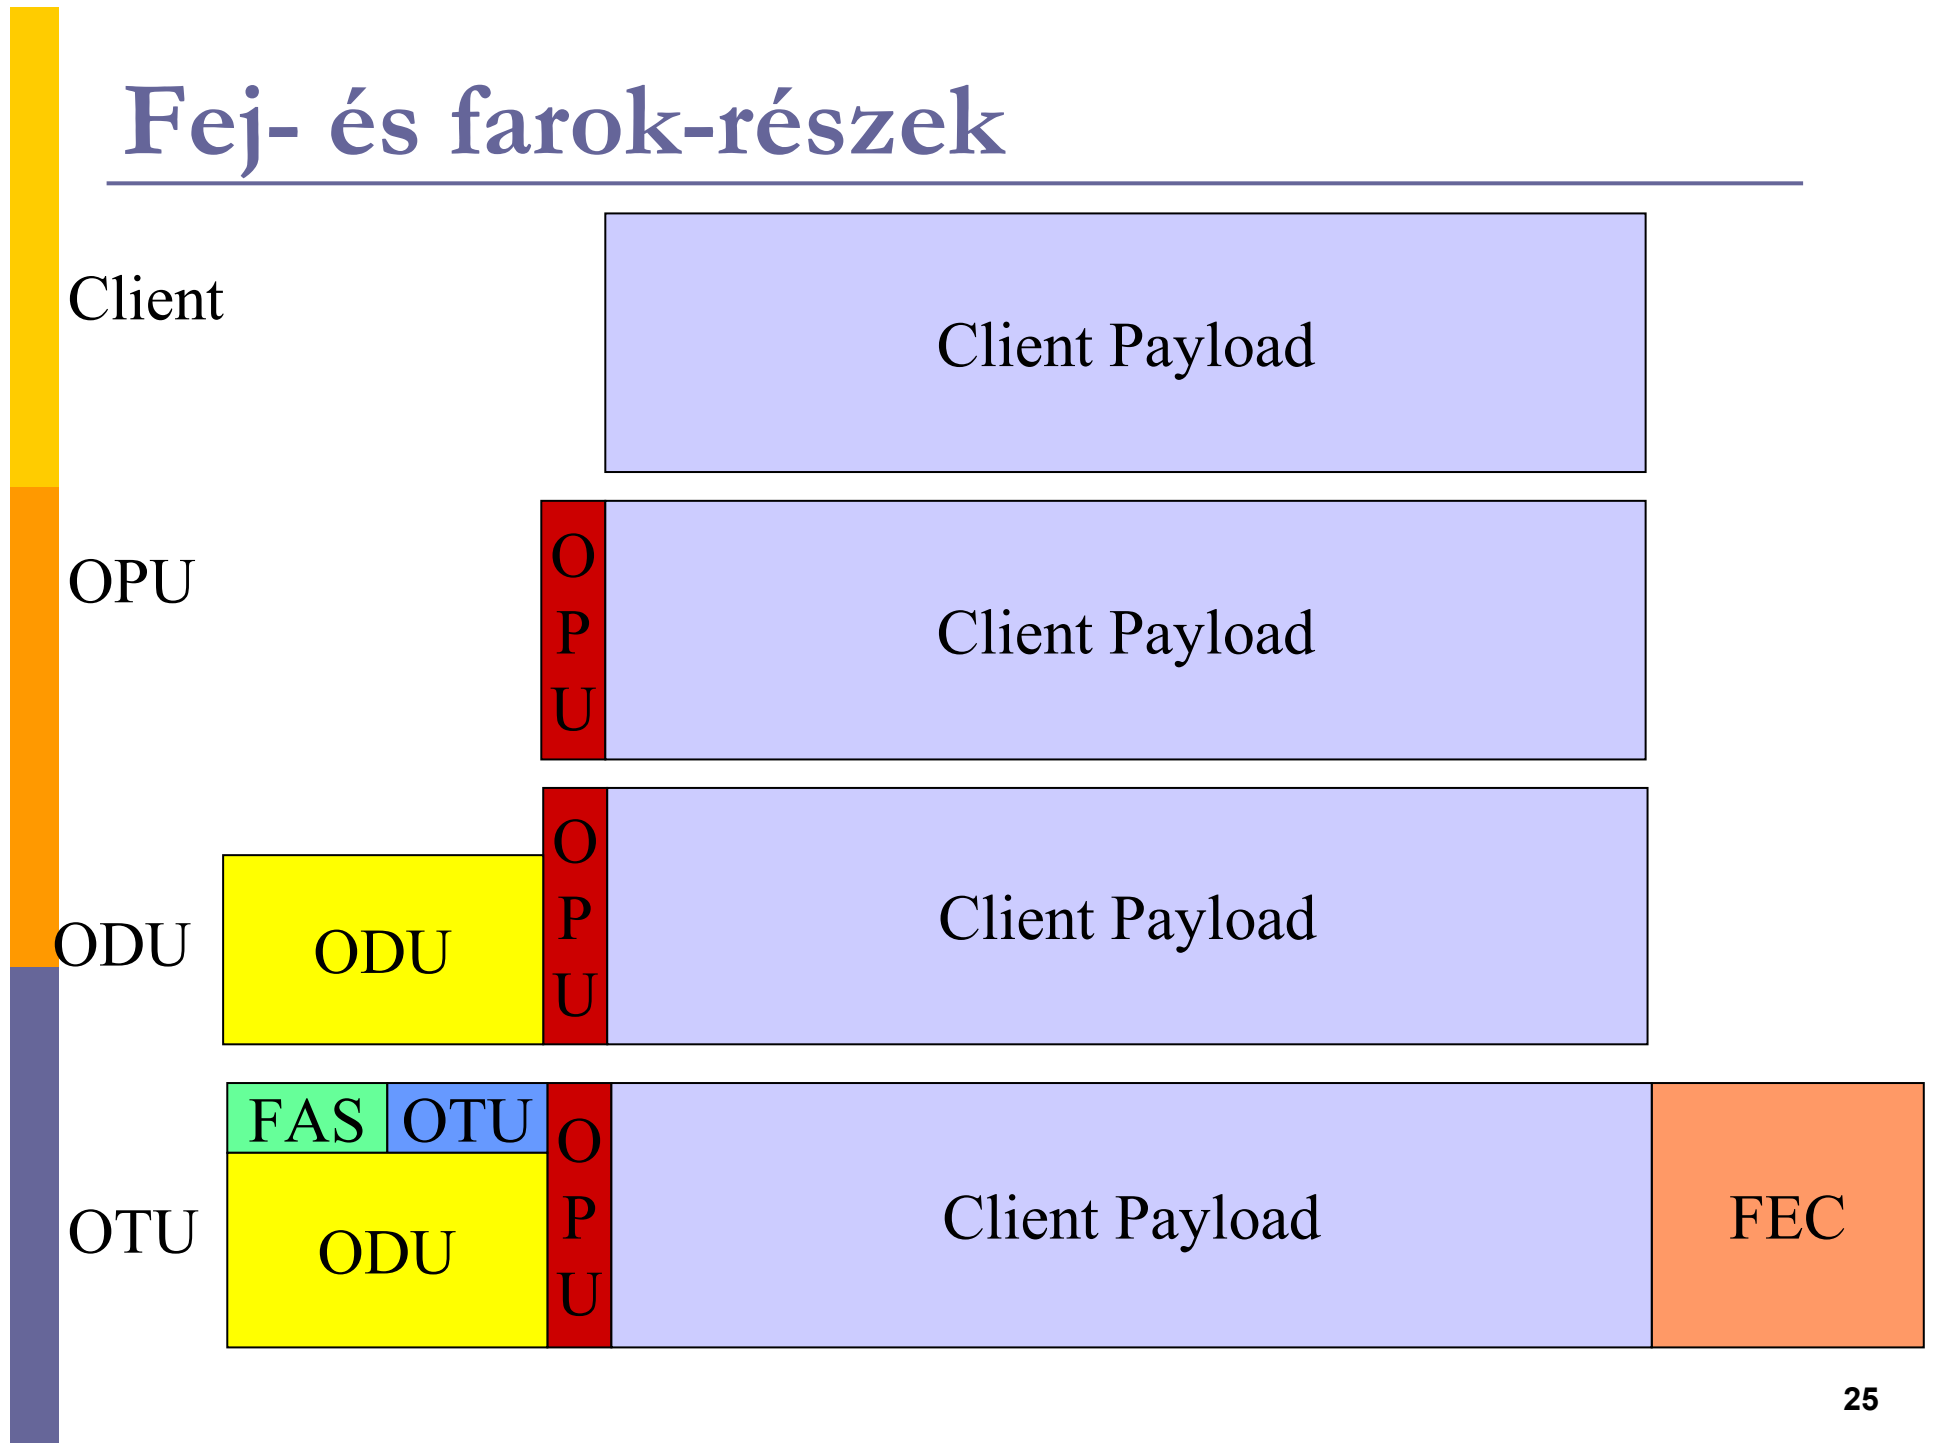 Fej- és farok-részek
Client
Client Payload
OPU
O
P
U
Client Payload
ODU
ODU
O
P
U
Client Payload
OTU
FAS
OTU
ODU
O
P
U
Client Payload
FEC
25